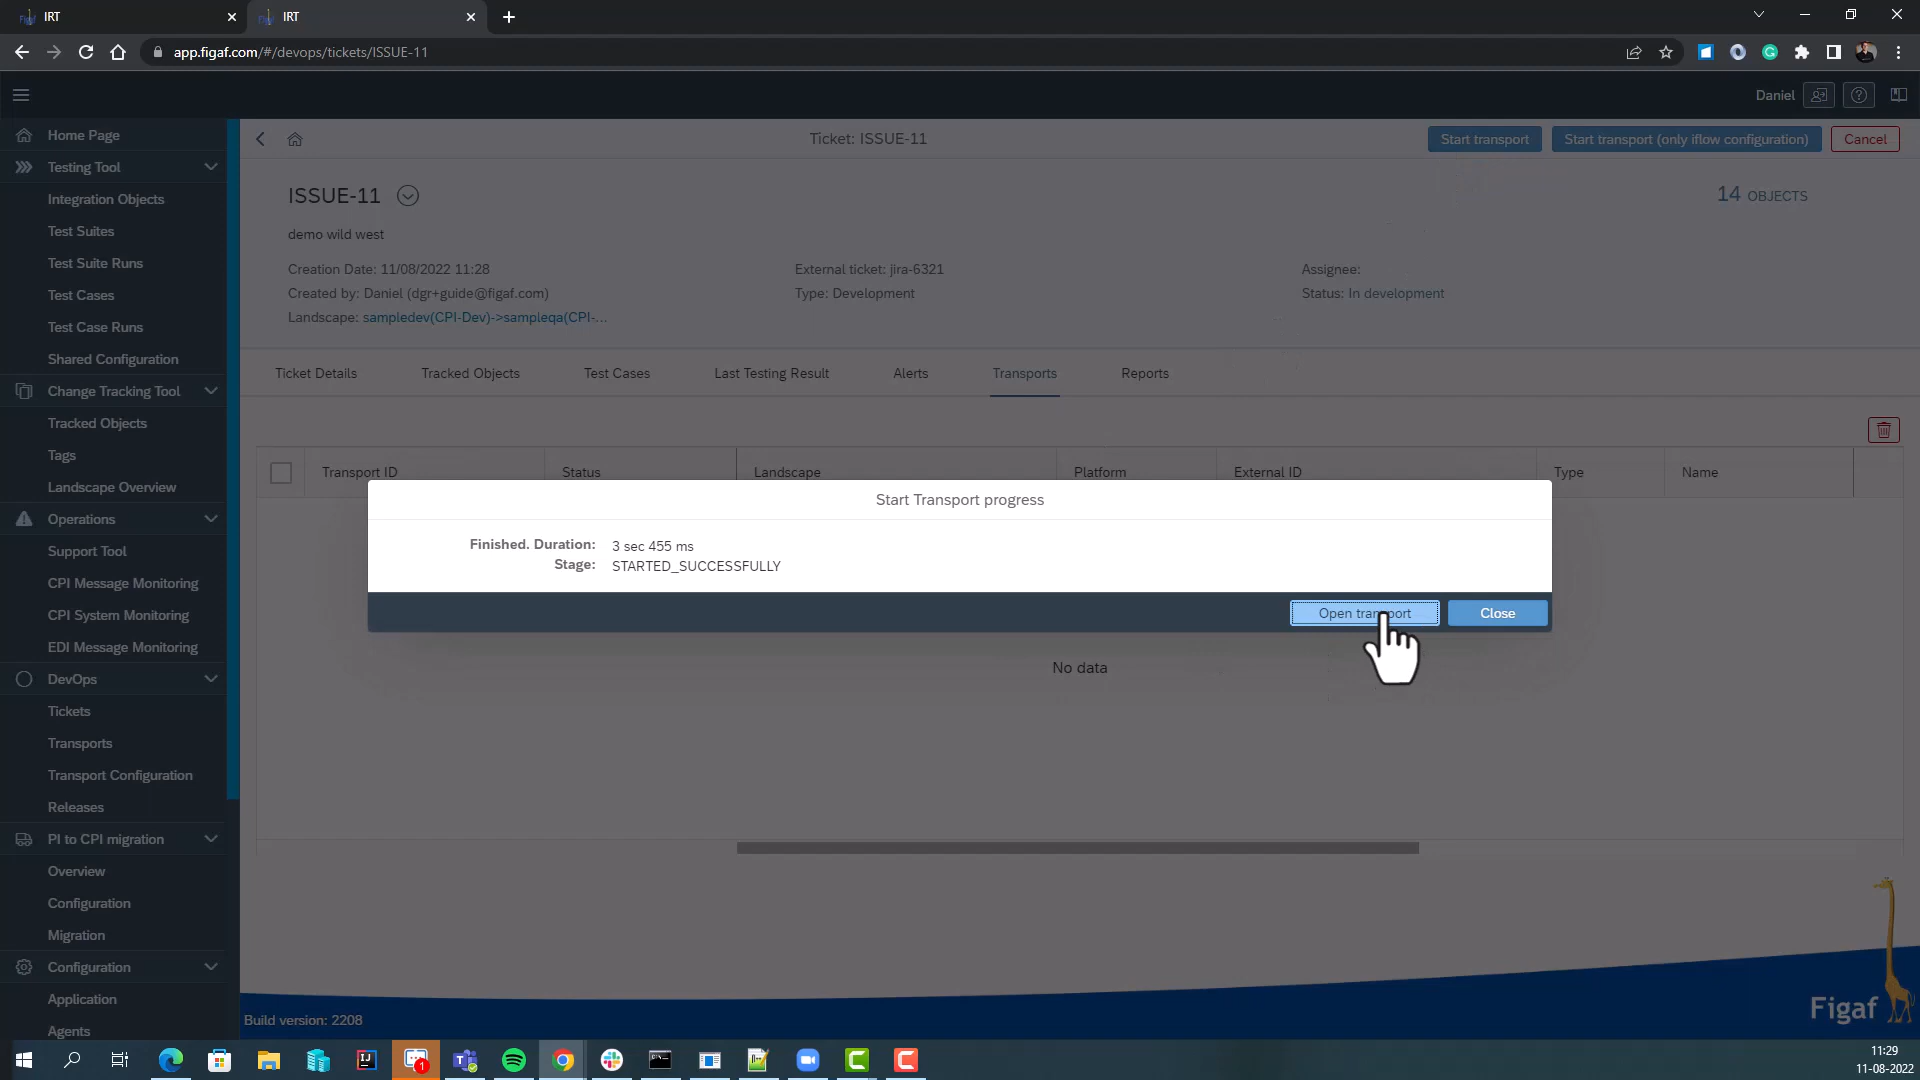 IRT
IRT
app.figaf.com/#/devops/tickets/ISSUE-11
Daniel
Home Page
Testing Tool
Integration Objects
Test Suites
Test Suite Runs
Test Cases
Test Case Runs
Shared Configuration
Change Tracking Tool
Tracked Objects
Tags
Landscape Overview
Operations
Support Tool
CPI Message Monitoring
CPI System Monitoring
EDI Message Monitoring
DevOps
Tickets
Transports
Transport Configuration
Releases
PI to CPI migration
Overview
Configuration
Migration
Configuration
Application
Agents
Ticket: ISSUE-11
Start transport
Start transport (only iflow configuration)
Cancel
ISSUE-11
14 OBJECTS
demo wild west
Creation Date: 11/08/2022 11:28
External ticket: jira-6321
Assignee:
Created by: Daniel (dgr+guide@figaf.com)
Type: Development
Status: In development
Landscape: sampledev(CPI-Dev)->sampleqa(CPI-...
Ticket Details
Tracked Objects
Test Cases
Last Testing Result
Alerts
Transports
Reports
Transport ID
Status
Landscape
Platform
External ID
Type
Name
Start Transport progress
Finished. Duration: 3 sec 455 ms
Stage: STARTED_SUCCESSFULLY
Open transport
Close
No data
Figaf
Build version: 2208
1
11:29
11-08-2022